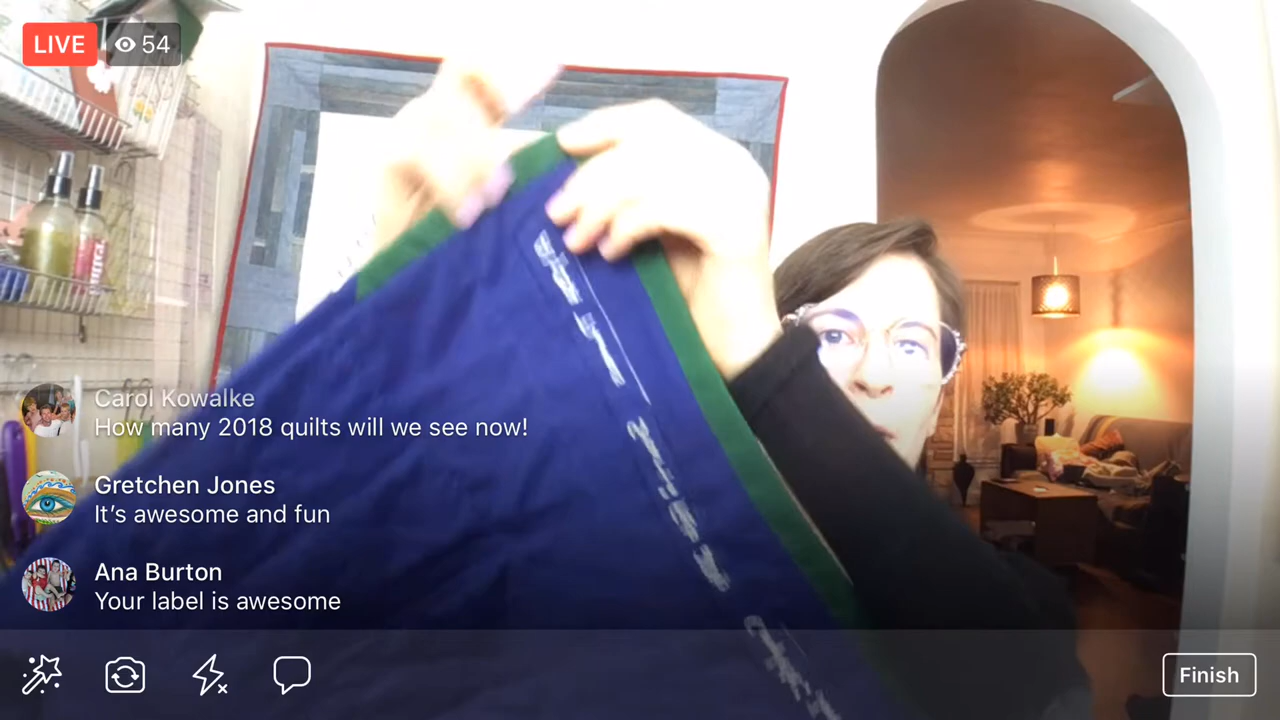 LIVE
54
Carol Kowalke
How many 2018 quilts will we see now!
Gretchen Jones
It's awesome and fun
Ana Burton
Your label is awesome
Finish